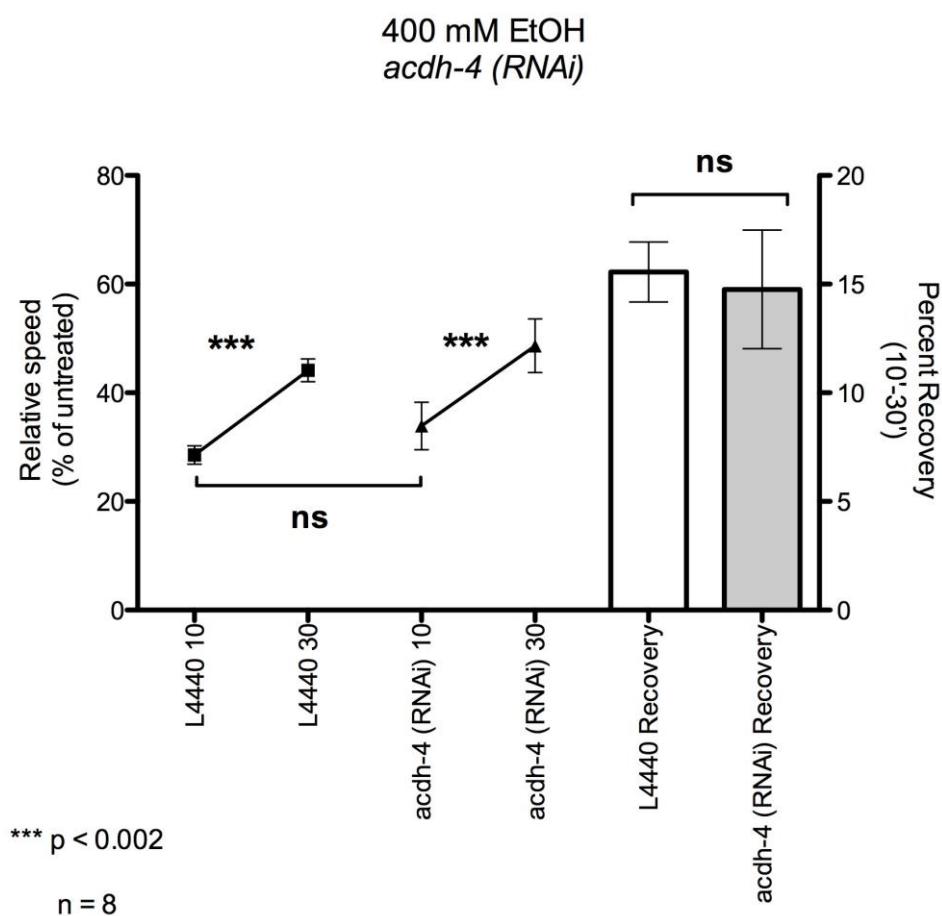 400 mM EtOH
acdh-4 (RNAi)
ns
80
60
40
20
0
Relative speed
(% of untreated)
***
***
ns
20
15
10
5
0
Percent Recovery
(10'-30')
L4440 10
L4440 30
acdh-4 (RNAi) 10
acdh-4 (RNAi) 30
L4440 Recovery
acdh-4 (RNAi) Recovery
*** p < 0.002
n = 8